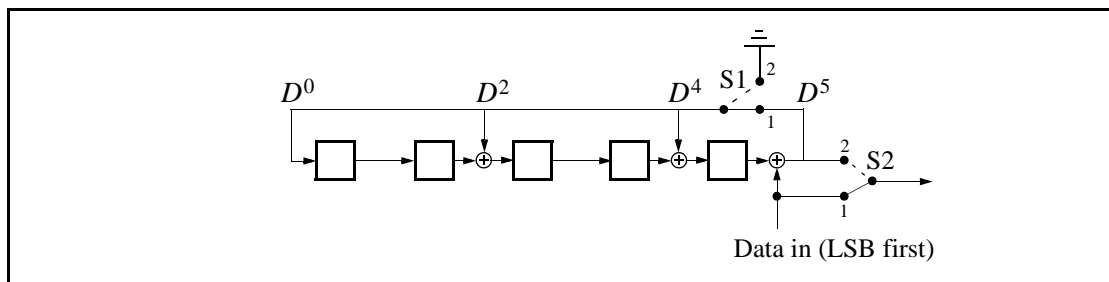 2
S1
D⁰ D² D⁴ D⁵
1
2
S2
1
Data in (LSB first)